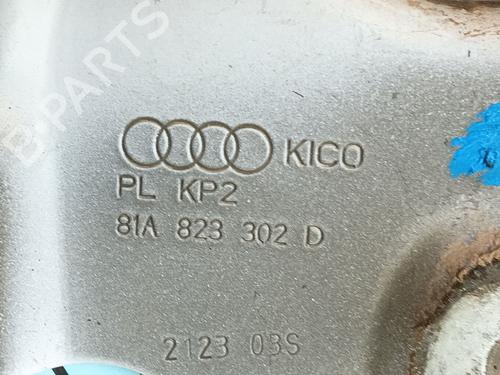 B-PARTS
KICO
PL KP2
81A 823 302 D
2123 03S